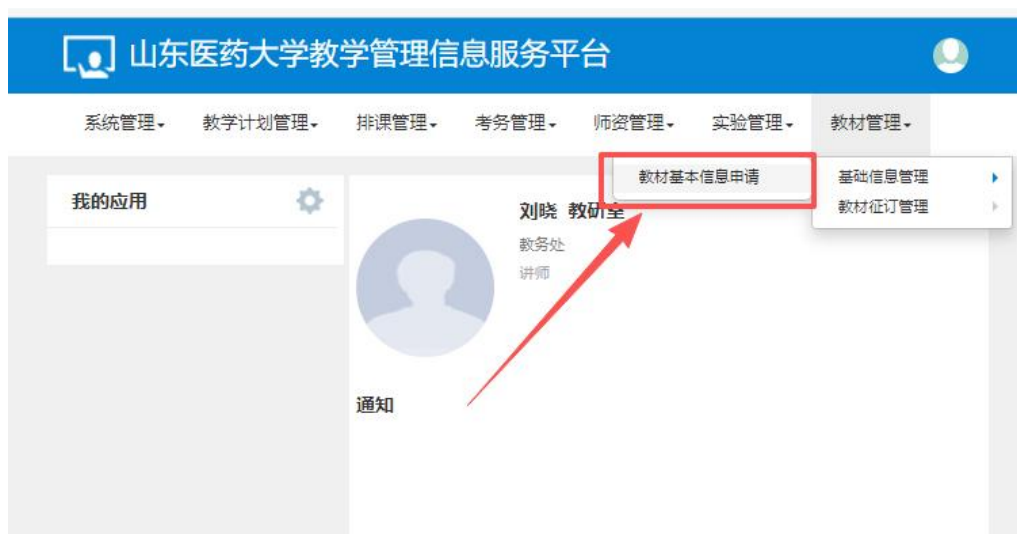 山东医药大学教学管理信息服务平台
系统管理 教学计划管理 排课管理 考务管理 师资管理 实验管理 教材管理
教材基本信息申请 基础信息管理
教材征订管理
我的应用
刘晓 教研室
教务处
讲师
通知